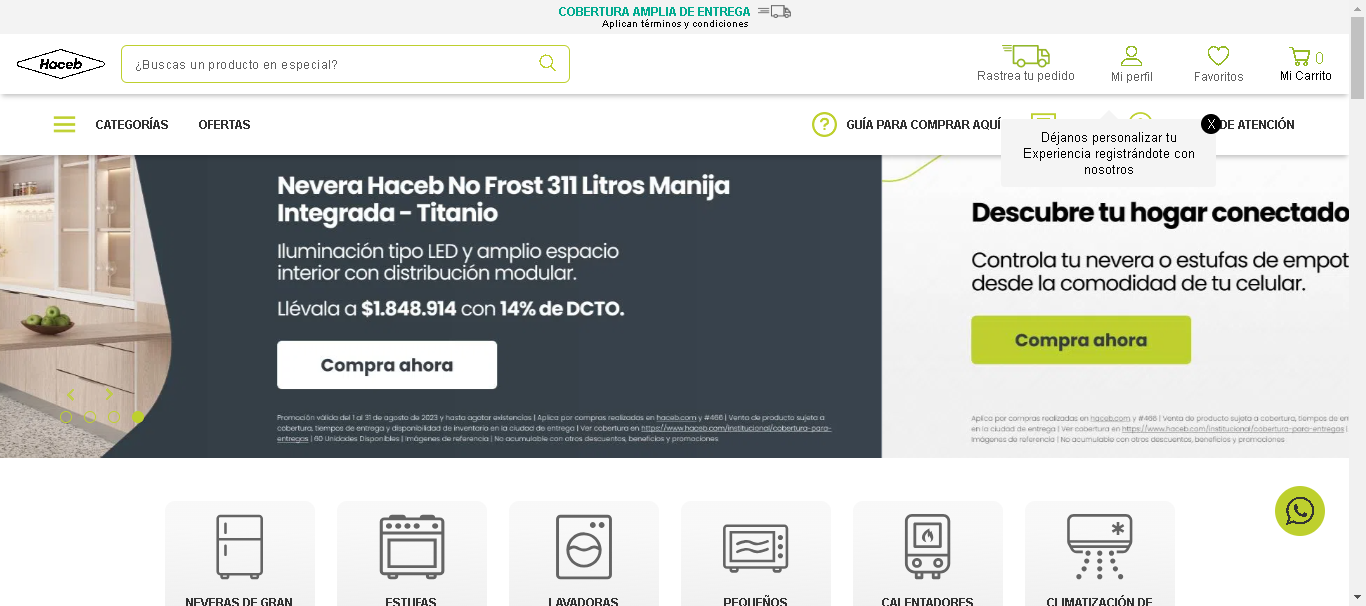 COBERTURA AMPLIA DE ENTREGA
Aplican términos y condiciones
Haceb
¿Buscas un producto en especial?
Rastrea tu pedido
Mi perfil
Favoritos
0
Mi Carrito
CATEGORÍAS
OFERTAS
? GUÍA PARA COMPRAR AQUÍ
X
DE ATENCIÓN
Déjanos personalizar tu
Experiencia registrándote con
nosotros
Nevera Haceb No Frost 311 Litros Manija
Integrada - Titanio
Iluminación tipo LED y amplio espacio
interior con distribución modular.
Llévala a $1.848.914 con 14% de DCTO.
Compra ahora
Promoción válida del 1 al 31 de agosto de 2023 y hasta agotar existencias | Aplica por compras realizadas en haceb.com y #466 | Venta de producto sujeto a
cobertura, tiempos de entrega y disponibilidad de inventario en la ciudad de entrega | Ver cobertura en https://www.haceb.com/institucional/cobertura-para-
entregas | 60 Unidades Disponibles | Imágenes de referencia | No acumulable con otros descuentos, beneficios y promociones
Descubre tu hogar conectado
Controla tu nevera o estufas de empot
desde la comodidad de tu celular.
Compra ahora
Aplica por compras realizadas en haceb.com y #466 | Venta de producto sujeto a cobertura, tiempos de en
en la ciudad de entrega | Ver cobertura en https://www.haceb.com/institucional/cobertura-para-entregas |
Imágenes de referencia | No acumulable con otros descuentos, beneficios y promociones
NEVERAS DE GRAN
ESTUFAS
LAVADORAS
PEQUEÑOS
CALENTADORES
CLIMATIZACIÓN DE